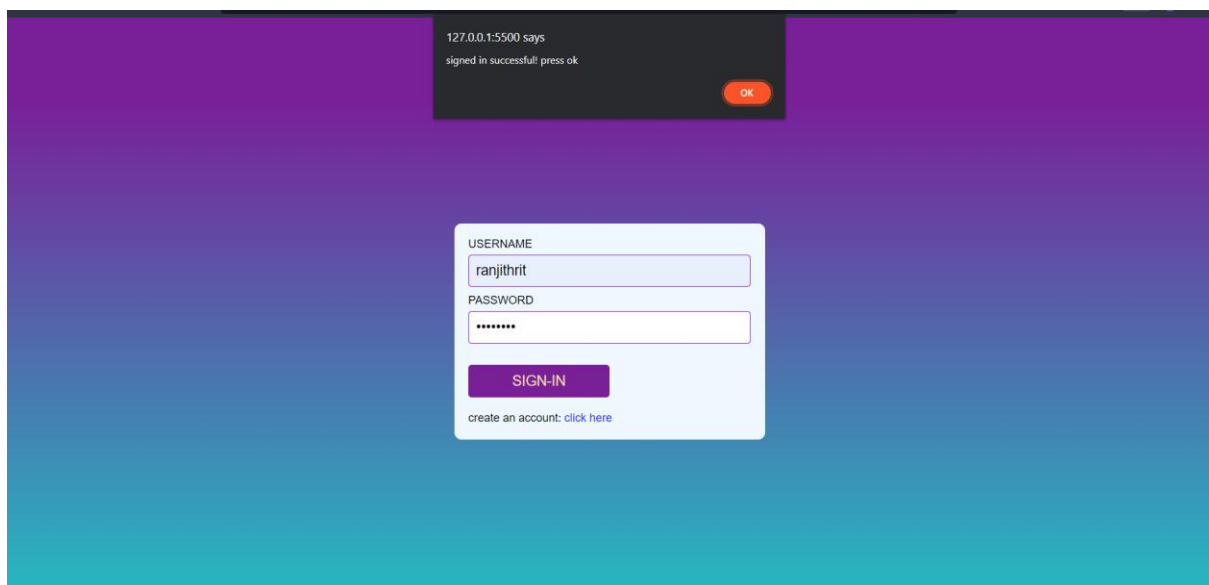 127.0.0.1:5500 says
signed in successful! press ok
OK
USERNAME
ranjithrit
PASSWORD
••••••••
SIGN-IN
create an account: click here